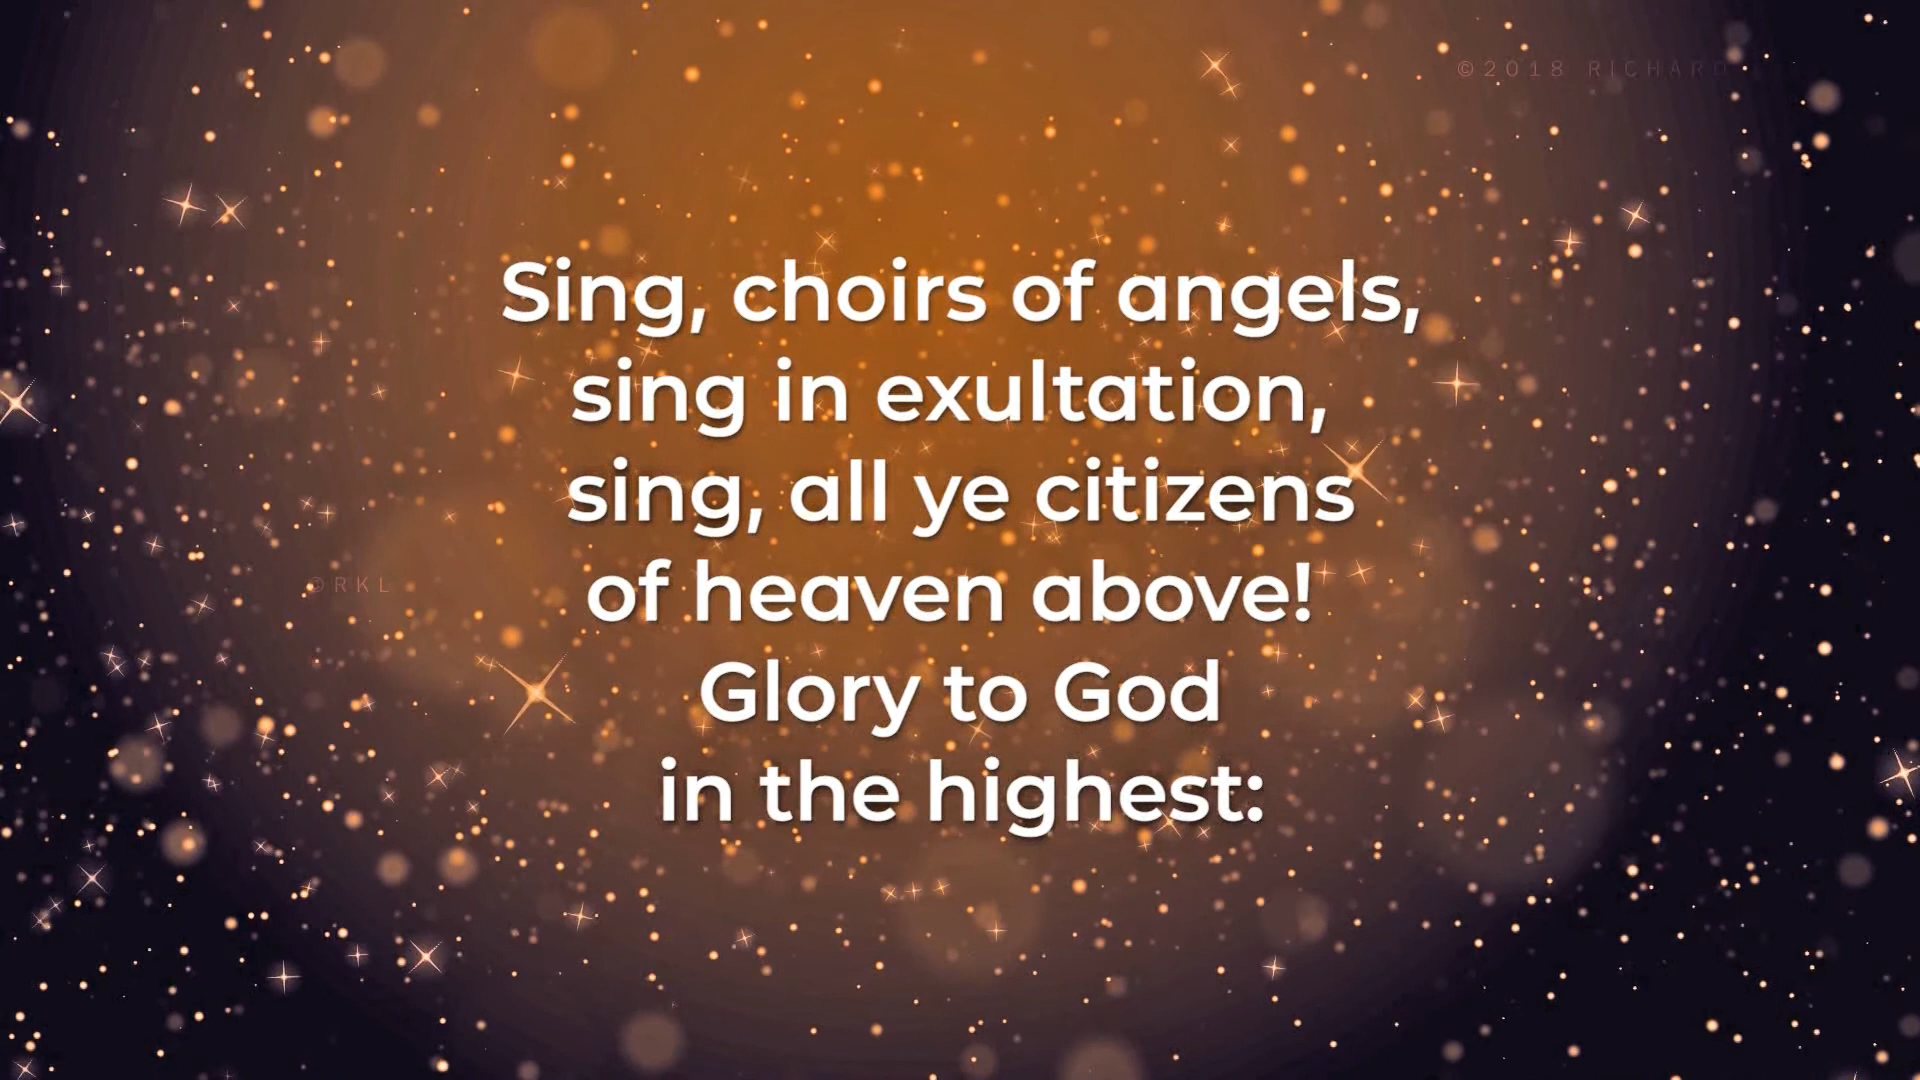 ©2018 RICHARD
Sing, choirs of angels,
sing in exultation,
sing, all ye citizens
of heaven above!
Glory to God
in the highest:
©RKL